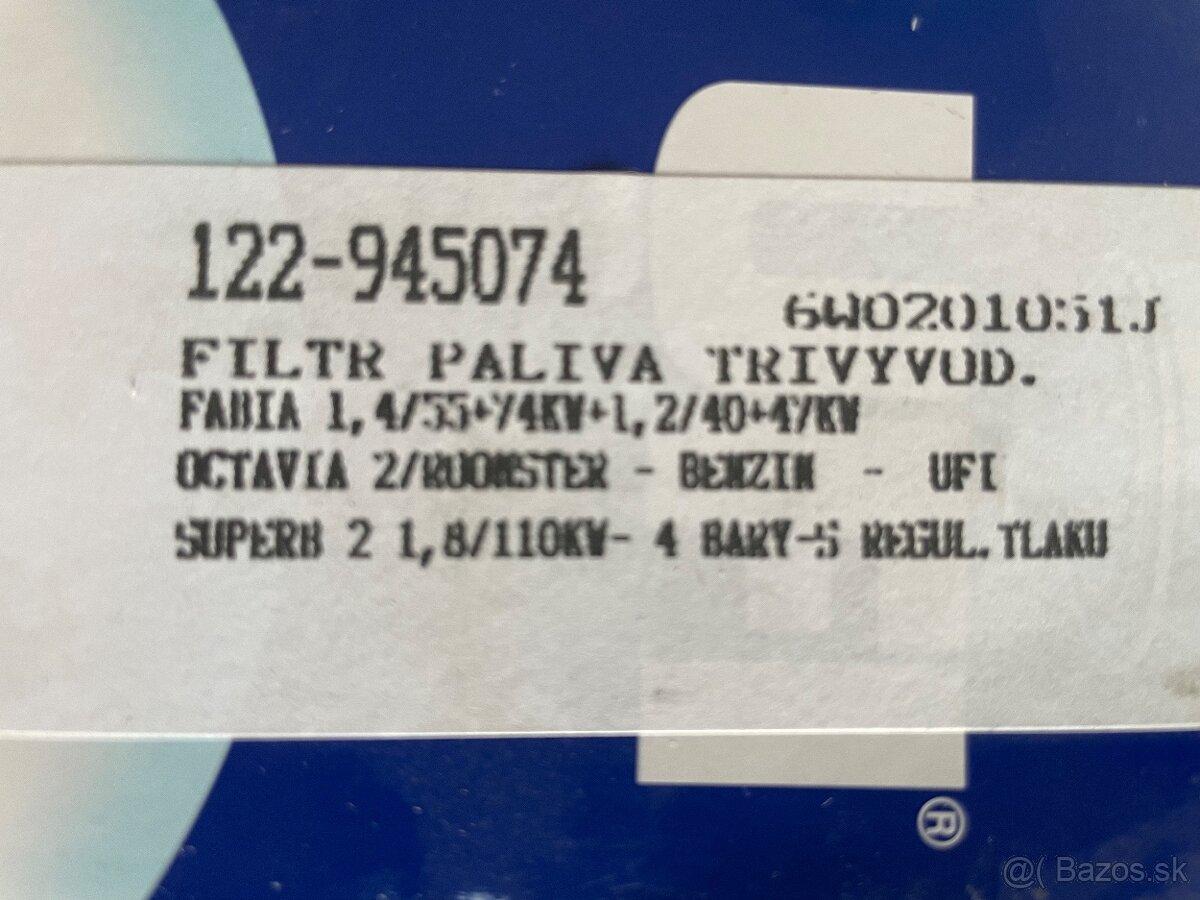 122-945074
6W0201051J
FILTR PALIVA TRIVYVOD.
FABIA 1,4/55+74KW+1,2/40+47KW
OCTAVIA 2/ROOMSTER - BENZIN - UFI
SUPERB 2 1,8/110KW- 4 BARY-S REGUL.TLAKU
®
@( Bazos.sk